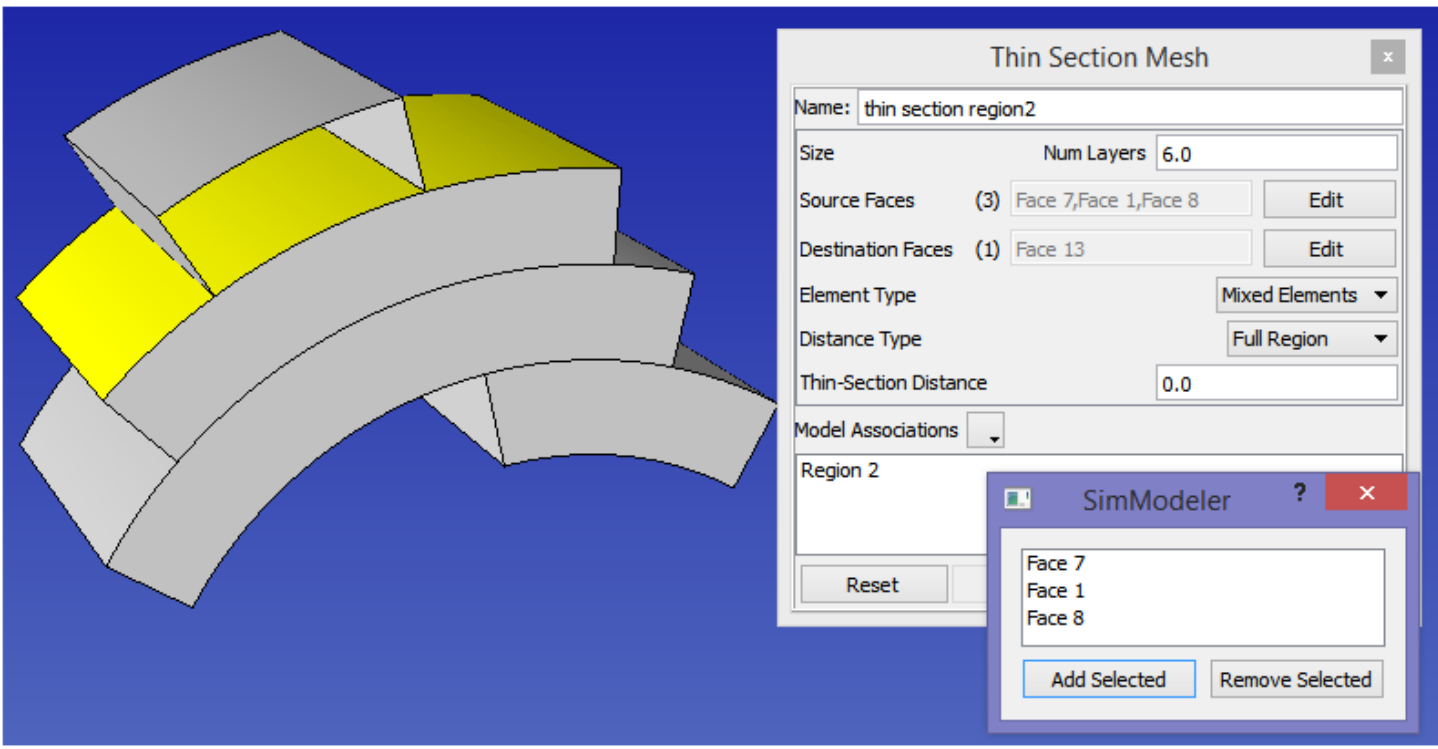 Thin Section Mesh
x
Name: thin section region2
Size Num Layers 6.0
Source Faces (3) Face 7,Face 1,Face 8 Edit
Destination Faces (1) Face 13 Edit
Element Type Mixed Elements
Distance Type Full Region
Thin-Section Distance 0.0
Model Associations
Region 2
SimModeler ? ×
Face 7
Face 1
Face 8
Reset
Add Selected Remove Selected